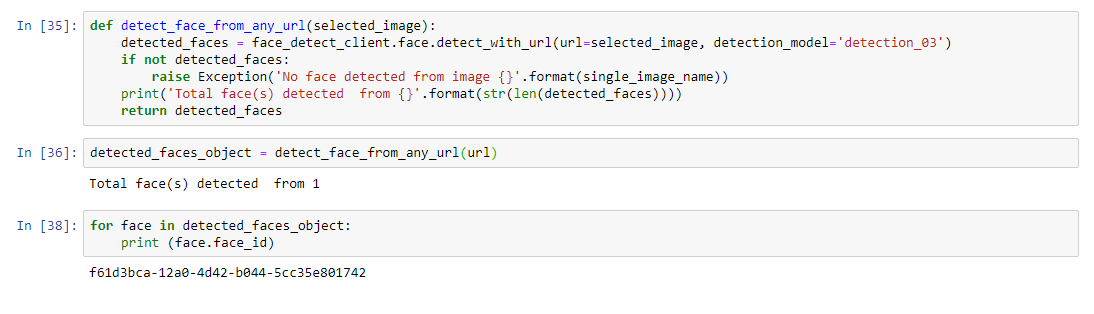 In [35]: def detect_face_from_any_url(selected_image):
    detected_faces = face_detect_client.face.detect_with_url(url=selected_image, detection_model='detection_03')
    if not detected_faces:
        raise Exception('No face detected from image {}'.format(single_image_name))
    print('Total face(s) detected  from {}'.format(str(len(detected_faces))))
    return detected_faces
In [36]: detected_faces_object = detect_face_from_any_url(url)
Total face(s) detected  from 1
In [38]: for face in detected_faces_object:
    print (face.face_id)
f61d3bca-12a0-4d42-b044-5cc35e801742